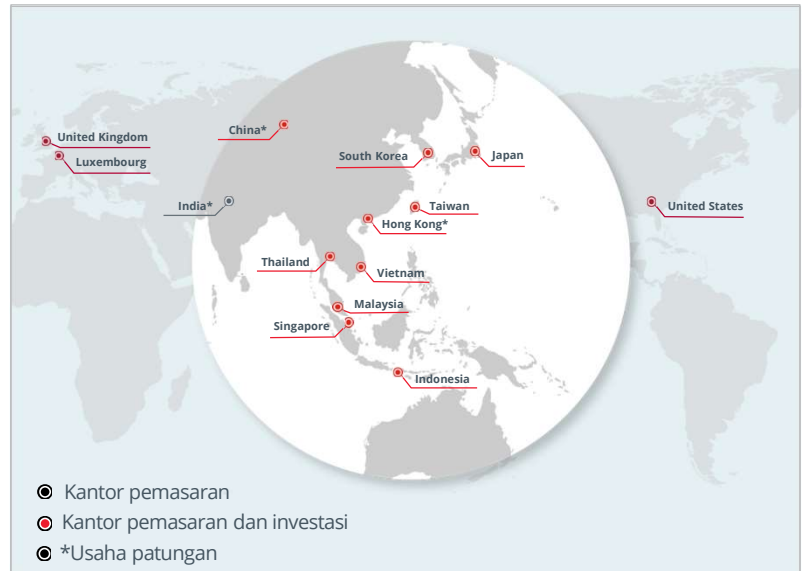 United Kingdom
Luxembourg
China*
South Korea
Japan
India*
Taiwan
United States
Hong Kong*
Thailand
Vietnam
Malaysia
Singapore
Indonesia
Kantor pemasaran
Kantor pemasaran dan investasi
*Usaha patungan